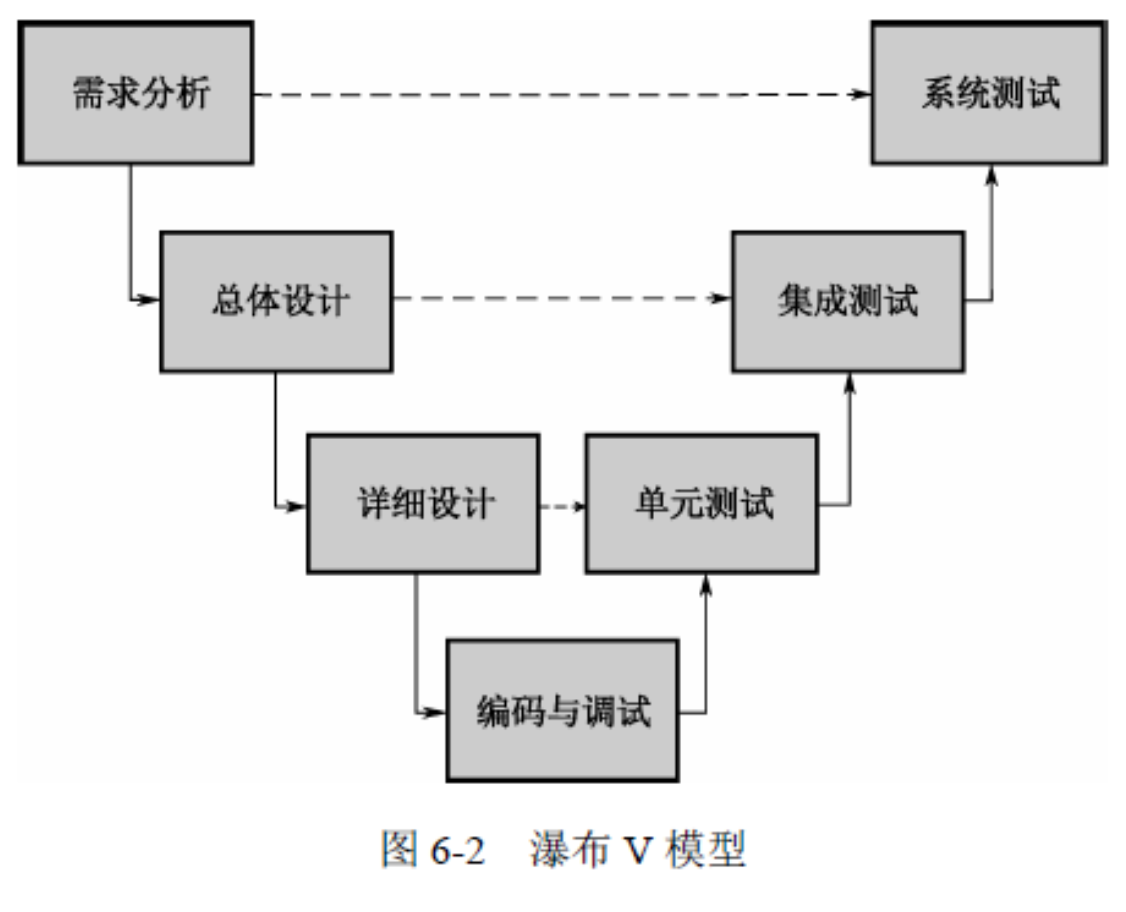 需求分析
系统测试
总体设计
集成测试
详细设计
单元测试
编码与调试
图 6-2 瀑布 V 模型